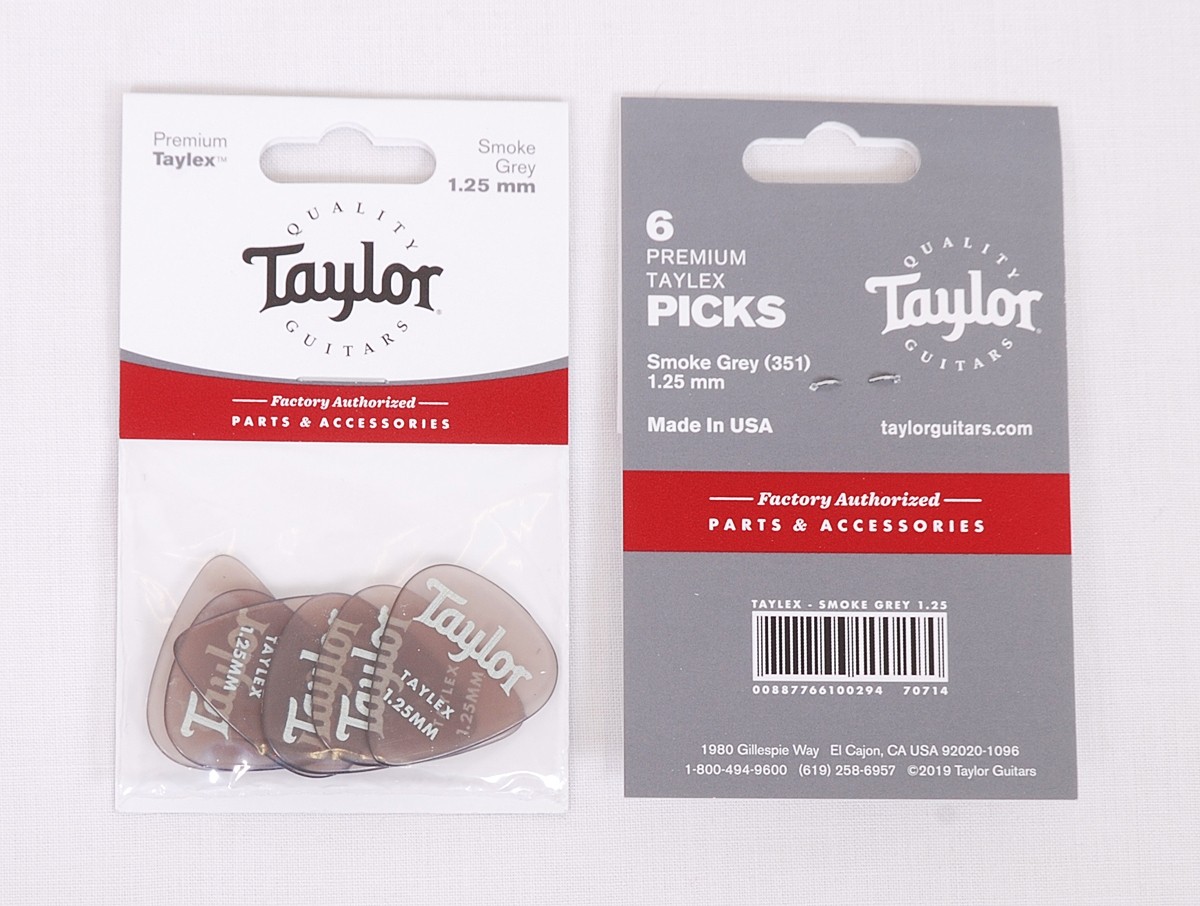 Premium
Taylex™
Smoke
Grey
1.25 mm
QUALITY
Taylor®
GUITARS
Factory Authorized
PARTS & ACCESSORIES
Taylor
TAYLEX
1.25MM
Taylor
Taylor
TAYLEX
1.25MM
Taylor
TAYLEX
1.25MM
6
PREMIUM
TAYLEX
PICKS
Smoke Grey (351)
1.25 mm
Made In USA
QUALITY
Taylor®
GUITARS
taylorguitars.com
Factory Authorized
PARTS & ACCESSORIES
TAYLEX - SMOKE GREY 1.25
00887766100294 70714
1980 Gillespie Way El Cajon, CA USA 92020-1096
1-800-494-9600 (619) 258-6957 ©2019 Taylor Guitars